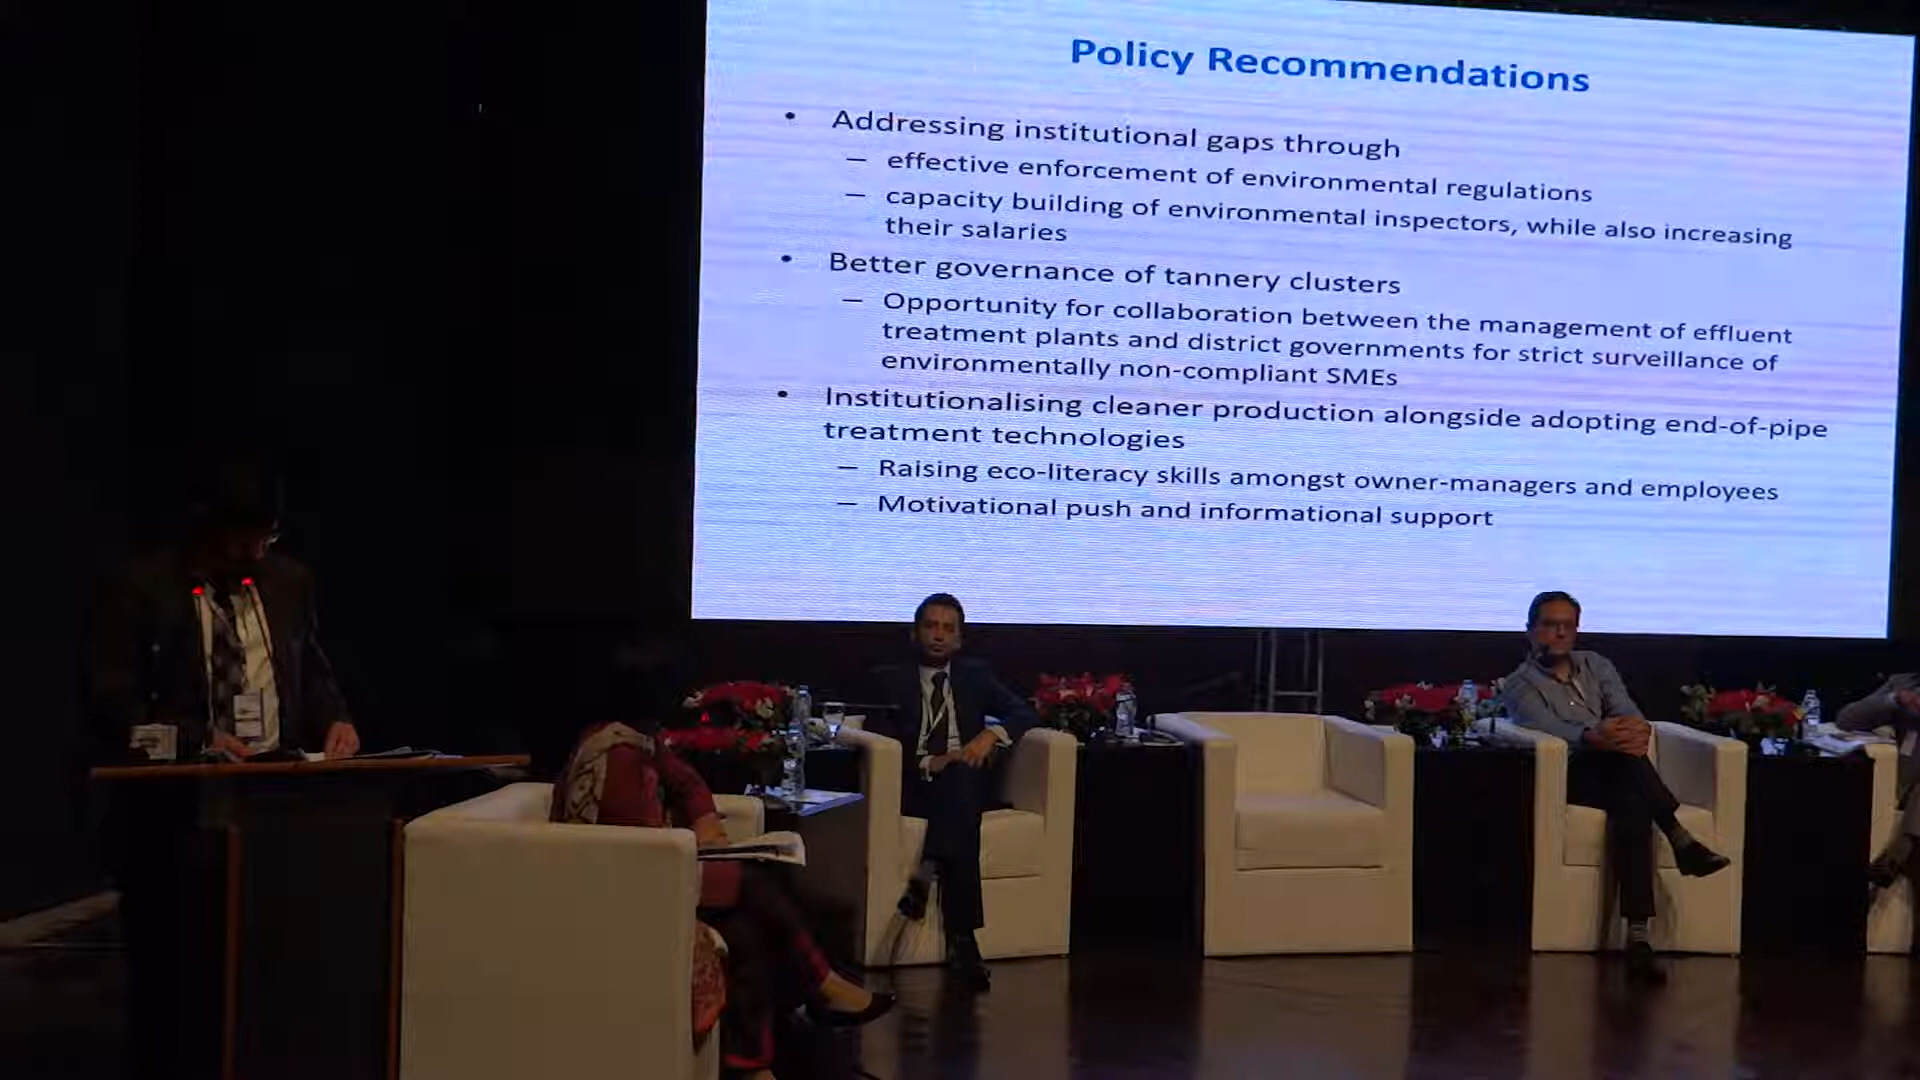 Policy Recommendations
• Addressing institutional gaps through
– effective enforcement of environmental regulations
– capacity building of environmental inspectors, while also increasing
their salaries
• Better governance of tannery clusters
– Opportunity for collaboration between the management of effluent
treatment plants and district governments for strict surveillance of
environmentally non-compliant SMEs
• Institutionalising cleaner production alongside adopting end-of-pipe
treatment technologies
– Raising eco-literacy skills amongst owner-managers and employees
– Motivational push and informational support